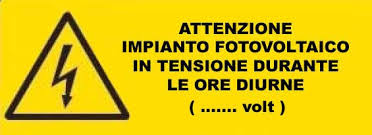 ATTENZIONE
IMPIANTO FOTOVOLTAICO
IN TENSIONE DURANTE
LE ORE DIURNE
( ....... volt )